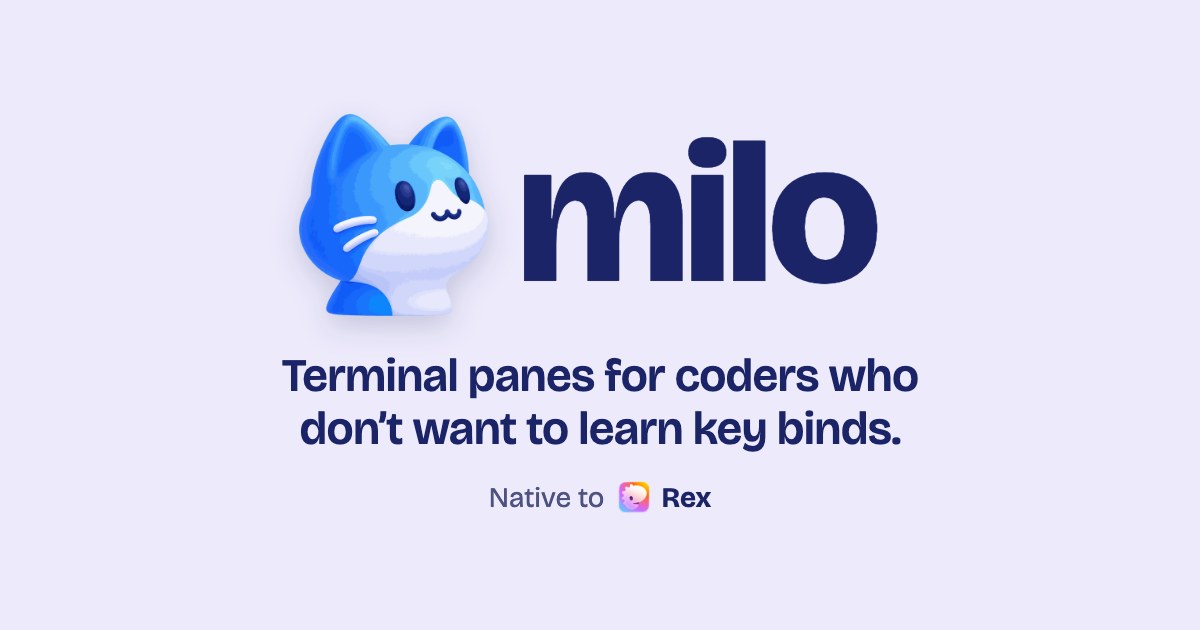 milo
Terminal panes for coders who
don’t want to learn key binds.
Native to Rex